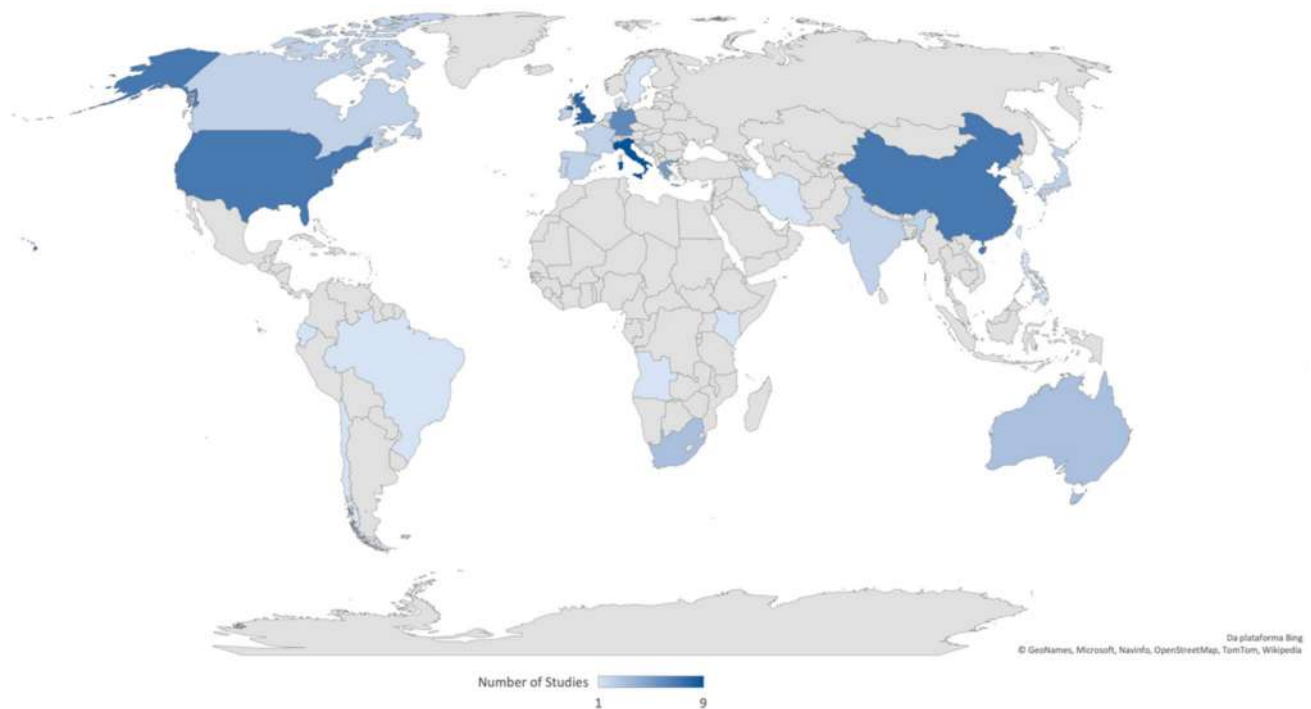 Da plataforma Bing
© GeoNames, Microsoft, Navinfo, OpenStreetMap, TomTom, Wikipedia
Number of Studies
1
9